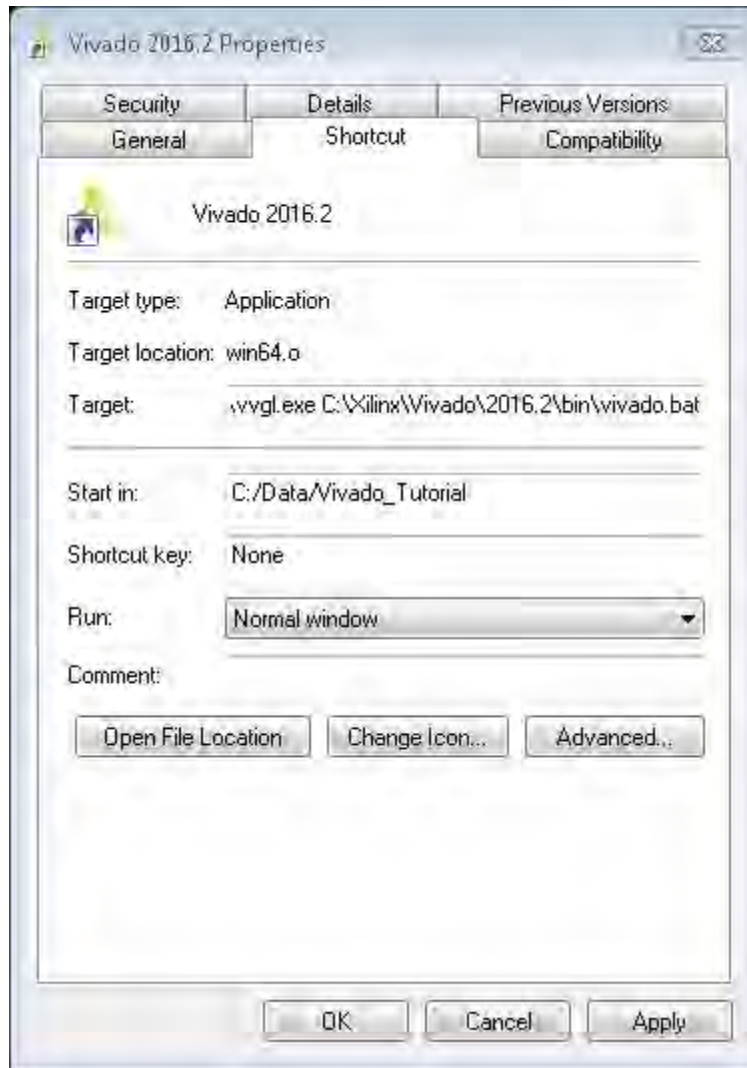 Vivado 2016.2 Properties
Security Details Previous Versions
General Shortcut Compatibility
Vivado 2016.2
Target type: Application
Target location: win64.o
Target: .vvgl.exe C:\Xilinx\Vivado\2016.2\bin\vivado.bat
Start in: C:/Data/Vivado_Tutorial
Shortcut key: None
Run: Normal window
Comment:
Open File Location Change Icon... Advanced...
OK Cancel Apply